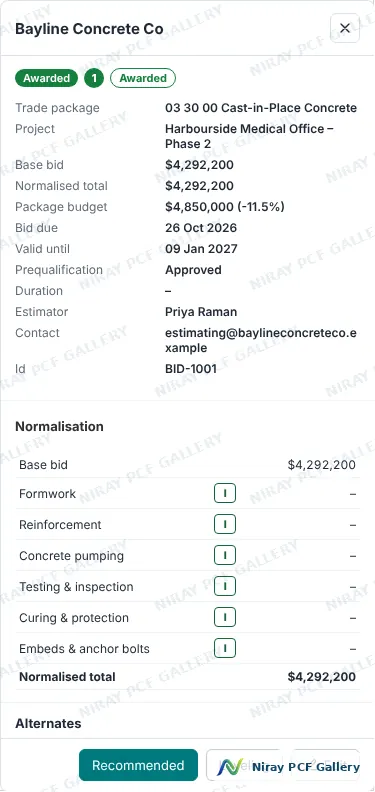 Bayline Concrete Co
Awarded 1 Awarded
Trade package 03 30 00 Cast-in-Place Concrete
Project Harbourside Medical Office –
Phase 2
Base bid $4,292,200
Normalised total $4,292,200
Package budget $4,850,000 (-11.5%)
Bid due 26 Oct 2026
Valid until 09 Jan 2027
Prequalification Approved
Duration –
Estimator Priya Raman
Contact estimating@baylineconcreteco.e
xample
Id BID-1001
Normalisation
Base bid $4,292,200
Formwork I –
Reinforcement I –
Concrete pumping I –
Testing & inspection I –
Curing & protection I –
Embeds & anchor bolts I –
Normalised total $4,292,200
Alternates
Recommended
Niray PCF Gallery
NIRAY PCF GALLERY